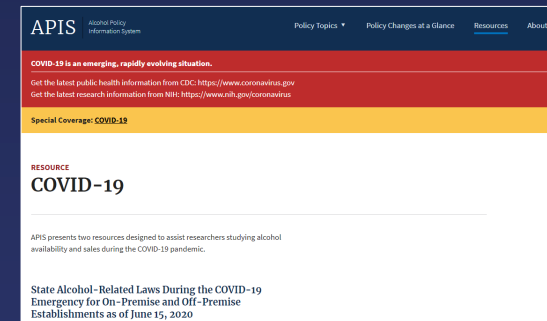 APIS
Alcohol Policy
Information System
Policy Topics ▼ Policy Changes at a Glance Resources About
COVID-19 is an emerging, rapidly evolving situation.
Get the latest public health information from CDC: https://www.coronavirus.gov
Get the latest research information from NIH: https://www.nih.gov/coronavirus
Special Coverage: COVID-19
RESOURCE
COVID-19
APIS presents two resources designed to assist researchers studying alcohol
availability and sales during the COVID-19 pandemic.
State Alcohol-Related Laws During the COVID-19
Emergency for On-Premise and Off-Premise
Establishments as of June 15, 2020